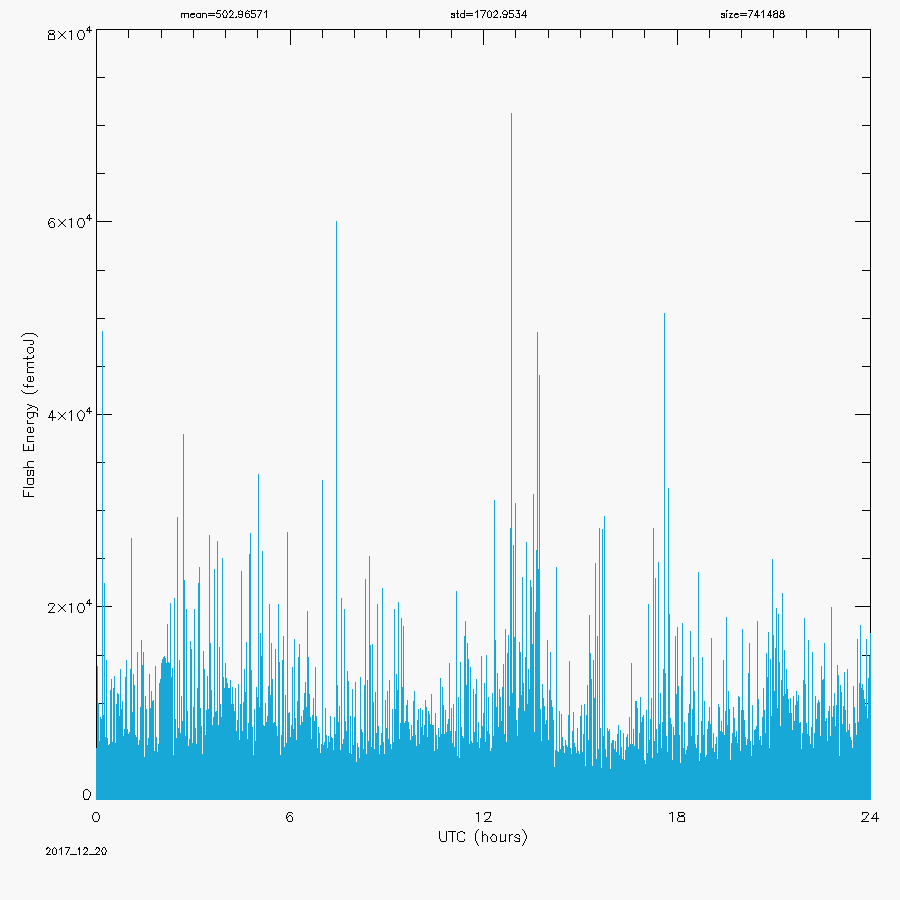 mean=502.96571 std=1702.9534 size=741488
8×10⁴
6×10⁴
4×10⁴
2×10⁴
0
Flash Energy (femtoJ)
0 6 12 18 24
UTC (hours)
2017_12_20